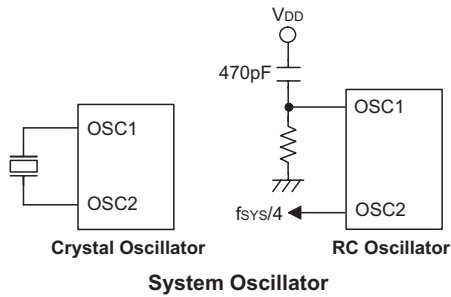 VDD
470pF
OSC1
OSC1
OSC2
fSYS/4
OSC2
Crystal Oscillator
RC Oscillator
System Oscillator